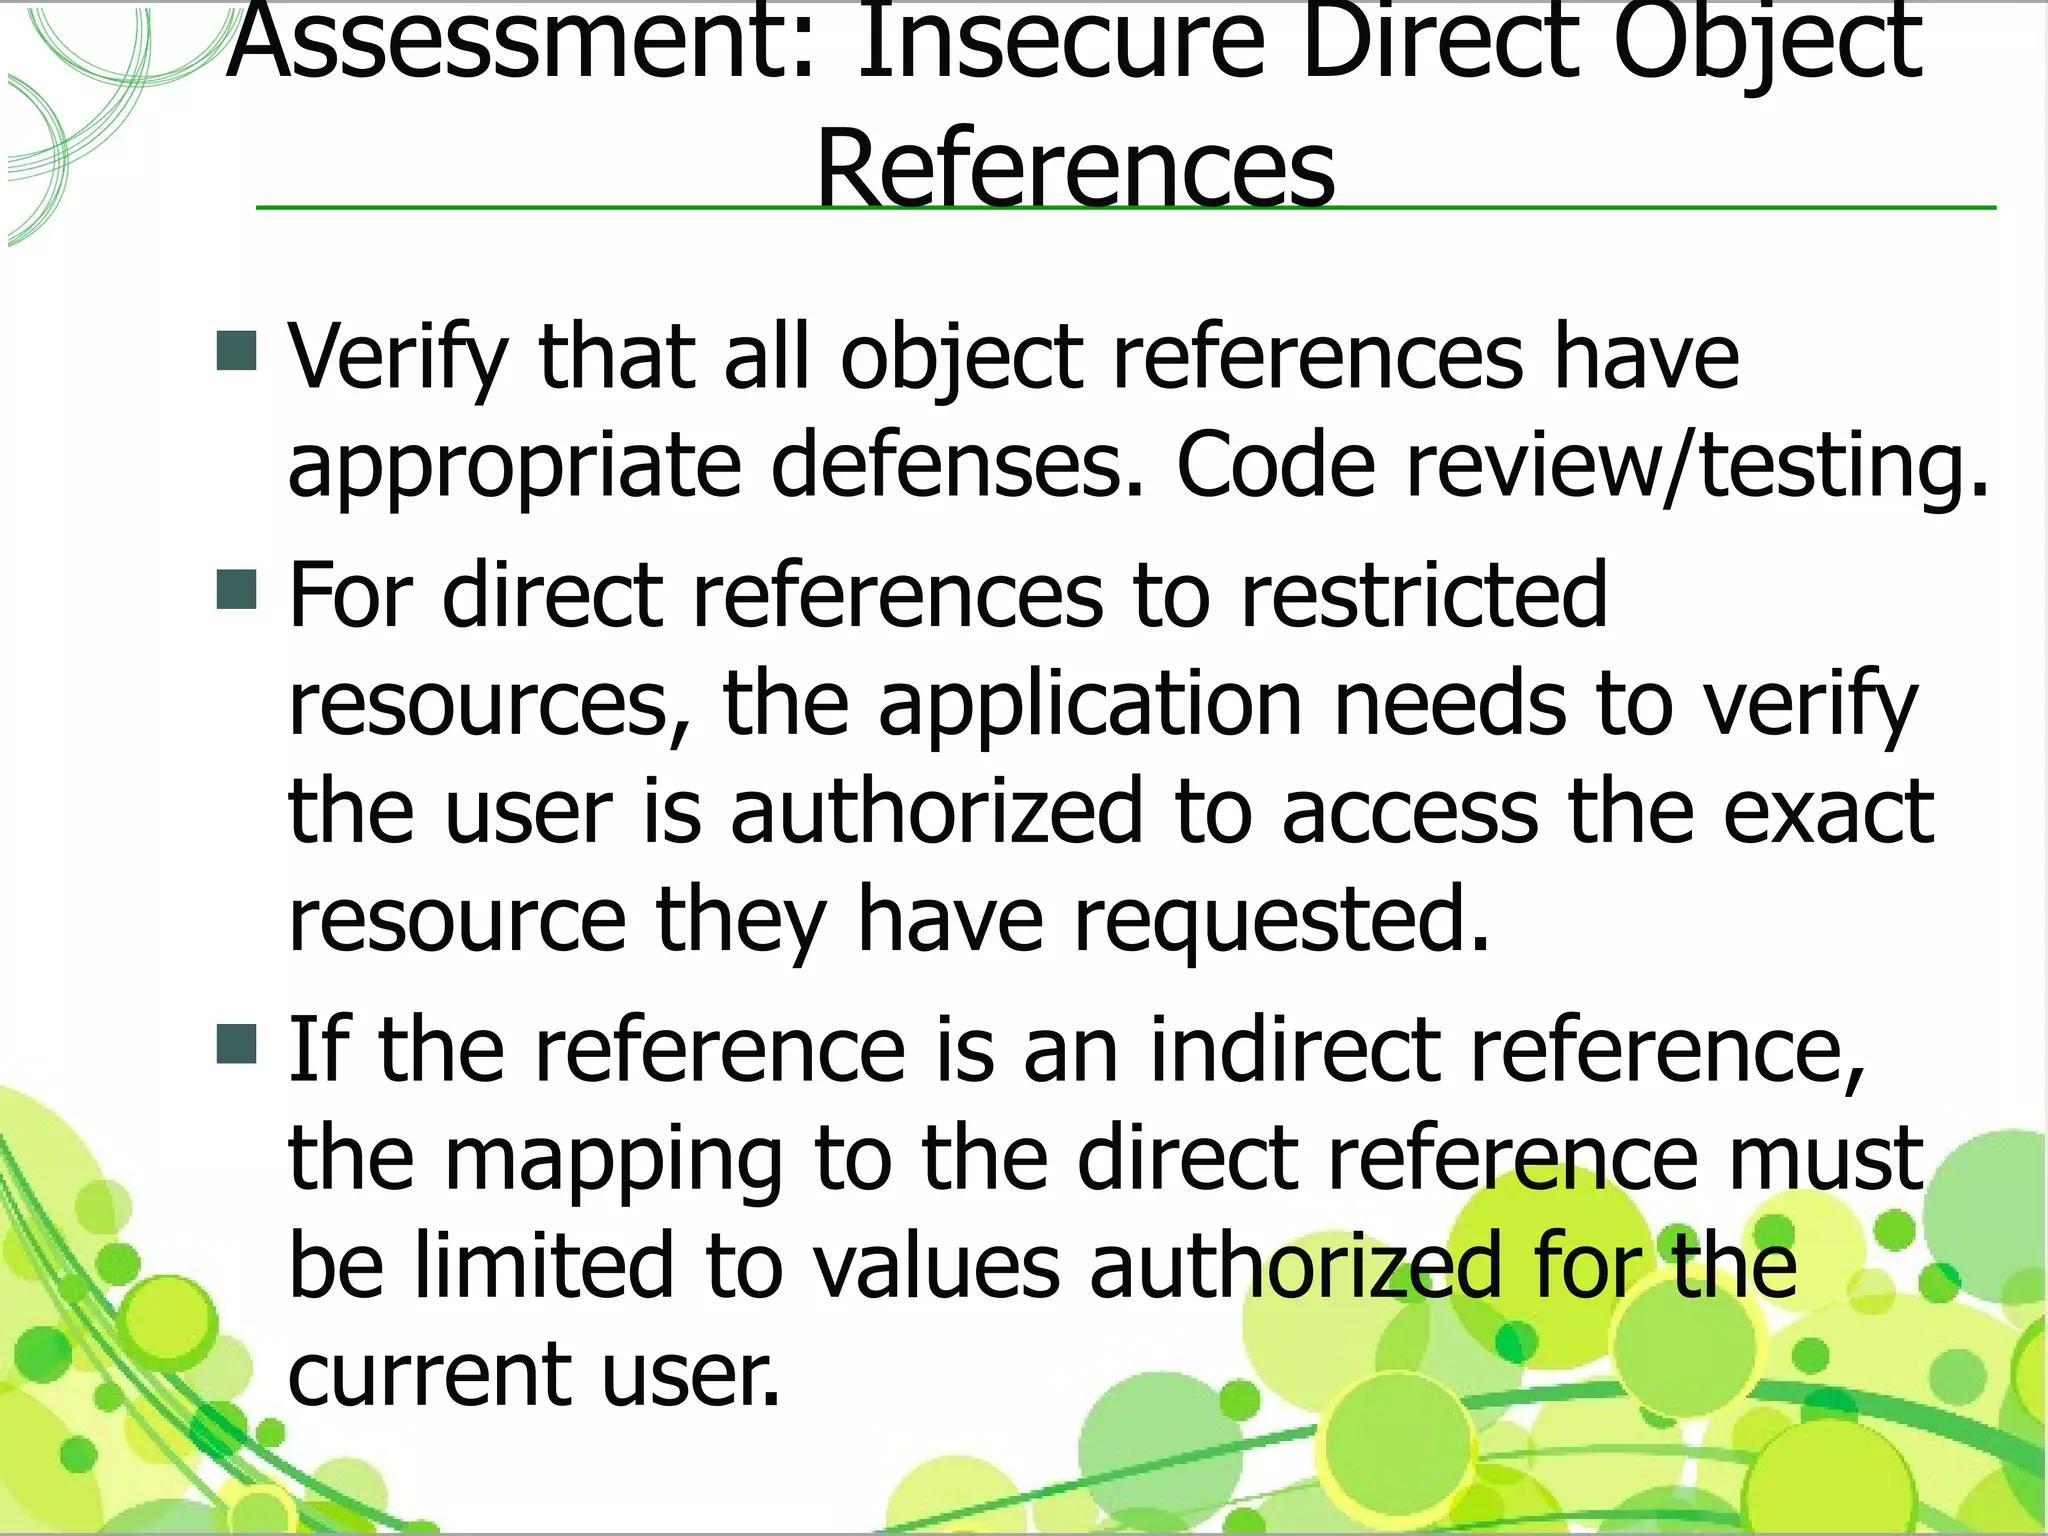 Assessment: Insecure Direct Object
References
Verify that all object references have
appropriate defenses. Code review/testing.
For direct references to restricted
resources, the application needs to verify
the user is authorized to access the exact
resource they have requested.
If the reference is an indirect reference,
the mapping to the direct reference must
be limited to values authorized for the
current user.